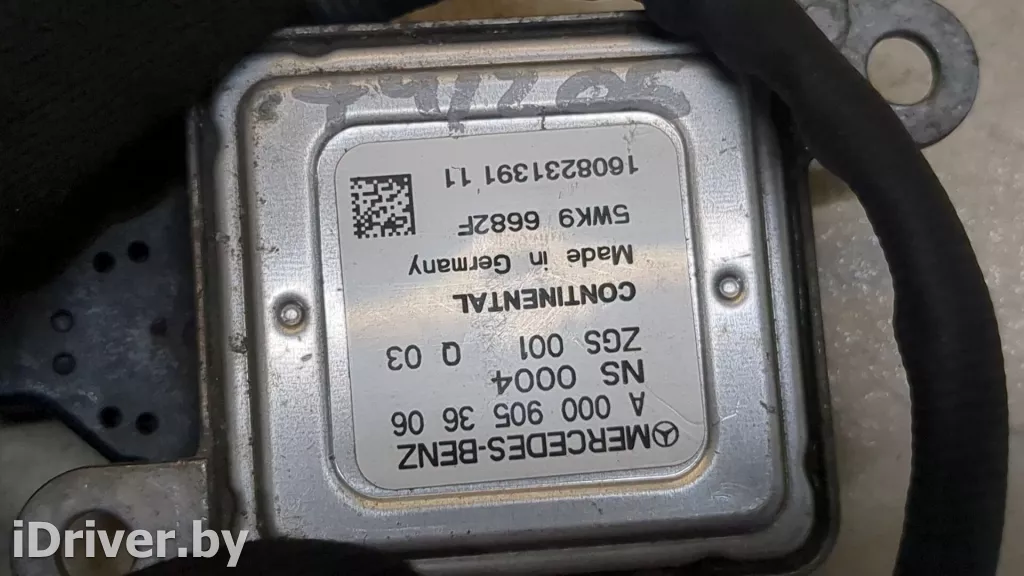 MERCEDES-BENZ
A 000 905 36 06
NS 0004
ZGS 001 Q 03
CONTINENTAL
Made in Germany
5WK9 6682F
1608231391 11
iDriver.by